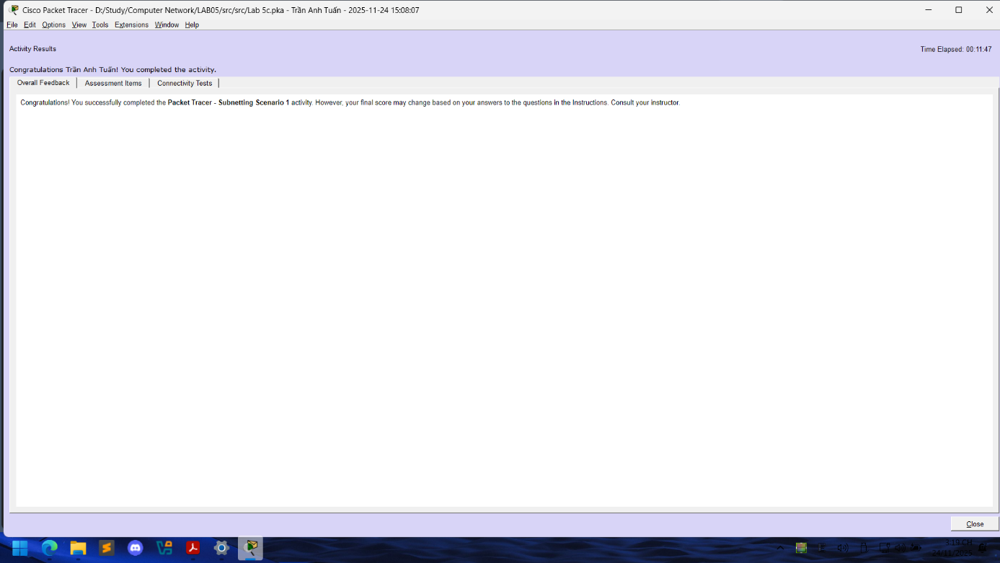 Cisco Packet Tracer - D:/Study/Computer Network/LAB05/src/src/Lab 5c.pka - Trần Anh Tuấn - 2025-11-24 15:08:07
File Edit Options View Tools Extensions Window Help
Activity Results
Time Elapsed: 00:11:47
Congratulations Trần Anh Tuấn! You completed the activity.
Overall Feedback Assessment Items Connectivity Tests
Congratulations! You successfully completed the Packet Tracer - Subnetting Scenario 1 activity. However, your final score may change based on your answers to the questions in the Instructions. Consult your instructor.
Close
3:19 CH
24/11/2025